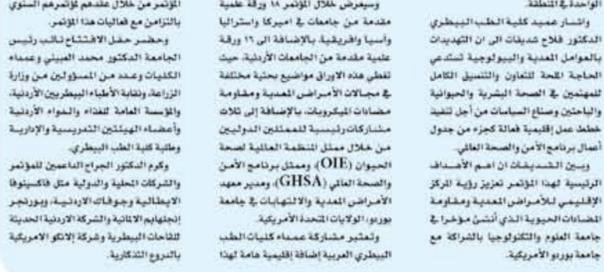 الواحدة في المنطقة.
واشار عميد كلية الطب البيطري
الدكتور فلاح شديفات الى ان التهديدات
بالعوامل المعدية والبيولوجية تستدعي
الحاجة الملحة للتعاون والتنسيق الكامل
للمهتمين في الصحة البشرية والحيوانية
والباحثين وصناع السياسات من أجل تنفيذ
خطط عمل إقليمية فعالة كجزء من جدول
أعمال برنامج الأمن والصحة العالمي.
وبين الشديفات ان اهم الأهداف
الرئيسية لهذا المؤتمر تعزيز رؤية المركز
الإقليمي للأمراض المعدية ومقاومة
المضادات الحيوية الذي أنشئ مؤخرا في
جامعة العلوم والتكنولوجيا بالشراكة مع
جامعة بوردو الأمريكية.
وسيعرض خلال المؤتمر ١٨ ورقة علمية
مقدمة من جامعات في اميركا واستراليا
وآسيا وافريقيا، بالإضافة الى ١٦ ورقة
علمية مقدمة من الجامعات الأردنية، حيث
تغطي هذه الاوراق مواضيع بحثية مختلفة
في مجالات الأمراض المعدية ومقاومة
مضادات الميكروبات، بالإضافة إلى ثلاث
مشاركات رئيسية للممثلين الدوليين
من خلال ممثل المنظمة العالمية لصحة
الحيوان (OIE)، وممثل برنامج الأمن
والصحة العالمي (GHSA)، ومدير معهد
الأمراض المعدية والالتهابات في جامعة
بوردو، الولايات المتحدة الأمريكية.
وتعتبر مشاركة عمداء كليات الطب
البيطري العربية إضافة إقليمية هامة لهذا
المؤتمر من خلال عقدهم لمؤتمرهم السنوي
بالتزامن مع فعاليات هذا المؤتمر.
وحضر حفل الافتتاح نائب رئيس
الجامعة الدكتور محمد العبيني وعمداء
الكليات وعدد من المسؤولين من وزارة
الزراعة، ونقابة الأطباء البيطريين الأردنية،
والمؤسسة العامة للغذاء والدواء الأردنية
وأعضاء الهيئتين التدريسية والإدارية
وطلبة كلية الطب البيطري.
وكرم الدكتور الجراح الداعمين للمؤتمر
والشركات المحلية والدولية مثل فاكسينوفا
الايطالية وجوفاك الاردنية، وبورنجر
إنجلهايم الالمانية والشركة الاردنية الحديثة
للقاحات البيطرية وشركة إلانكو الامريكية
بالدروع التذكارية.